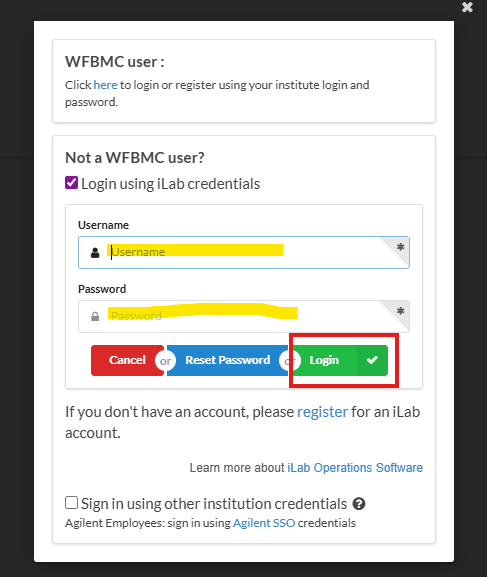 WFBMC user :
Click here to login or register using your institute login and
password.
Not a WFBMC user?
Login using iLab credentials
Username
Username
Password
Password
Cancel or Reset Password or Login
If you don't have an account, please register for an iLab
account.
Learn more about iLab Operations Software
Sign in using other institution credentials
Agilent Employees: sign in using Agilent SSO credentials